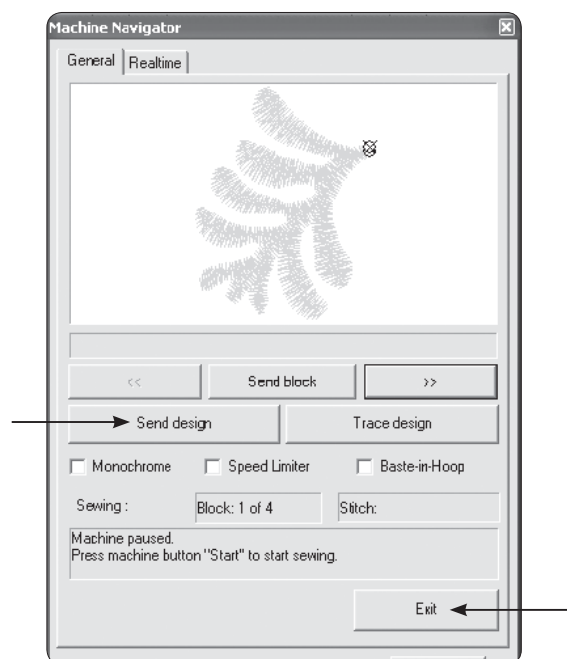 Machine Navigator
General Realtime
<< Send block >>
Send design Trace design
Monochrome Speed Limiter Baste-in-Hoop
Sewing : Block: 1 of 4 Stitch:
Machine paused.
Press machine button "Start" to start sewing.
Exit